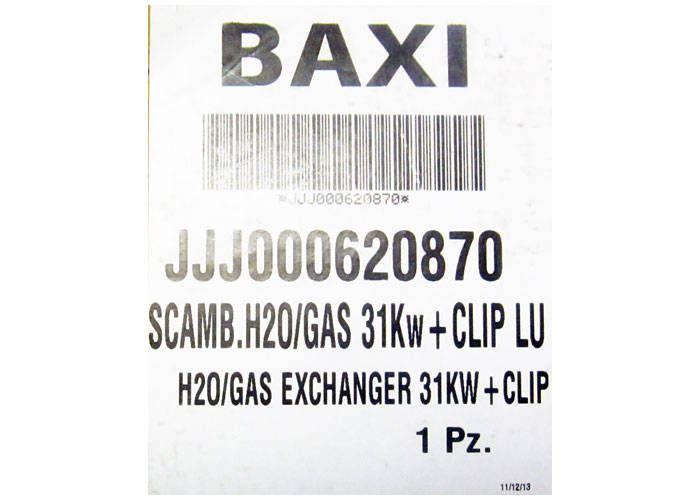 BAXI
*JJJ000620870*
JJJ000620870
SCAMB.H2O/GAS 31Kw+CLIP LU
H2O/GAS EXCHANGER 31KW+CLIP
1 Pz.
11/12/13